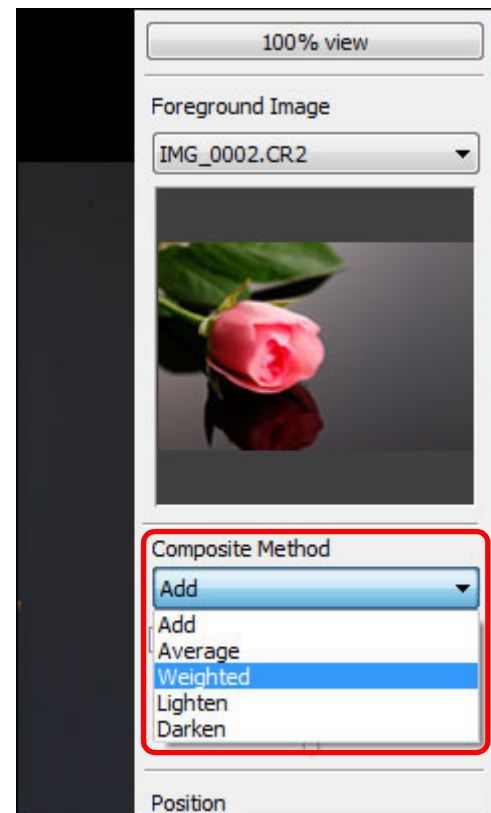 100% view
Foreground Image
IMG_0002.CR2
Composite Method
Add
Add
Average
Weighted
Lighten
Darken
Position